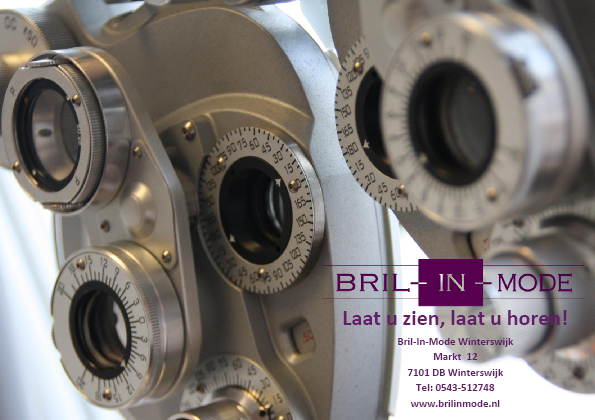 BRIL-IN-MODE
Laat u zien, laat u horen!
Bril-In-Mode Winterswijk
Markt 12
7101 DB Winterswijk
Tel: 0543-512748
www.brilinmode.nl